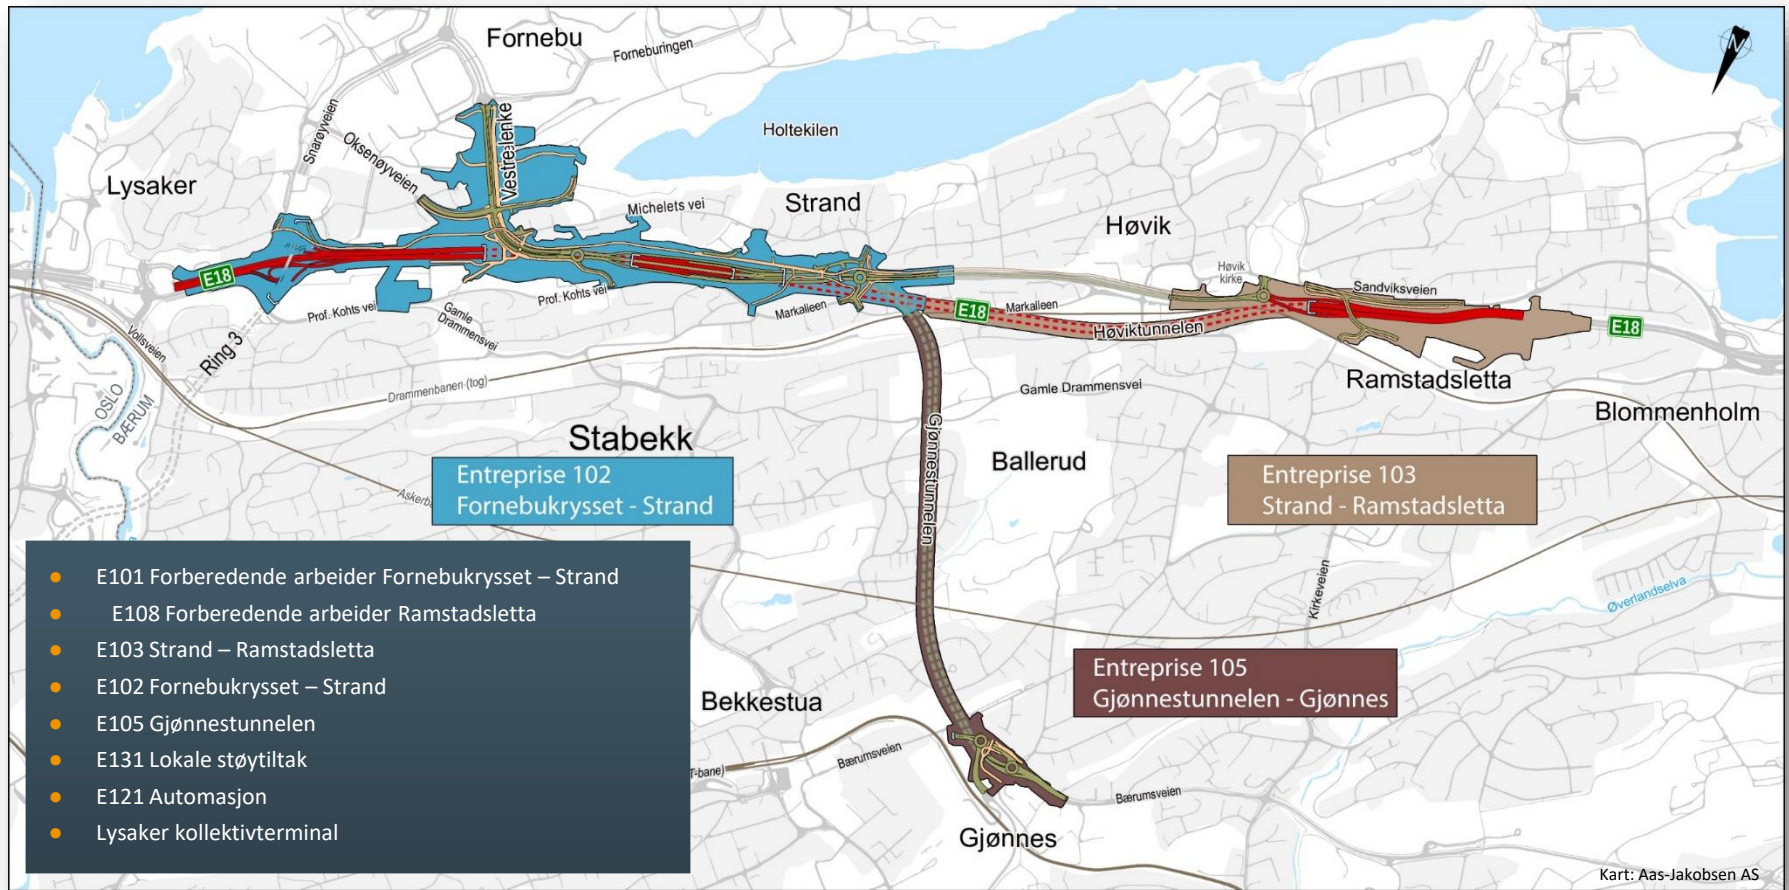 Fornebu
Forneburingen
N
Snarøyveien
Oksenøyveien
Vestre lenke
Holtekilen
Lysaker
Michelets vei
Strand
Høvik
Høvik
kirke
Sandviksveien
E18
Prof. Kohts vei
Gamle
Drammensvei
Prof. Kohts vei
Markalleen
E18
Markalleen
Høviktunnelen
E18
Vollsveien
Ring 3
OSLO
BÆRUM
Drammenbanen (tog)
Gamle Drammensvei
Ramstadsletta
Blommenholm
Stabekk
Gjønnestunnelen
Ballerud
Entreprise 102
Fornebukrysset - Strand
Entreprise 103
Strand - Ramstadsletta
Kirkeveien
Øverlandselva
E101 Forberedende arbeider Fornebukrysset – Strand
E108 Forberedende arbeider Ramstadsletta
E103 Strand – Ramstadsletta
E102 Fornebukrysset – Strand
E105 Gjønnestunnelen
E131 Lokale støytiltak
E121 Automasjon
Lysaker kollektivterminal
Entreprise 105
Gjønnestunnelen - Gjønnes
Bekkestua
T-bane)
Bærumsveien
Bærumsveien
Gjønnes
Kart: Aas-Jakobsen AS